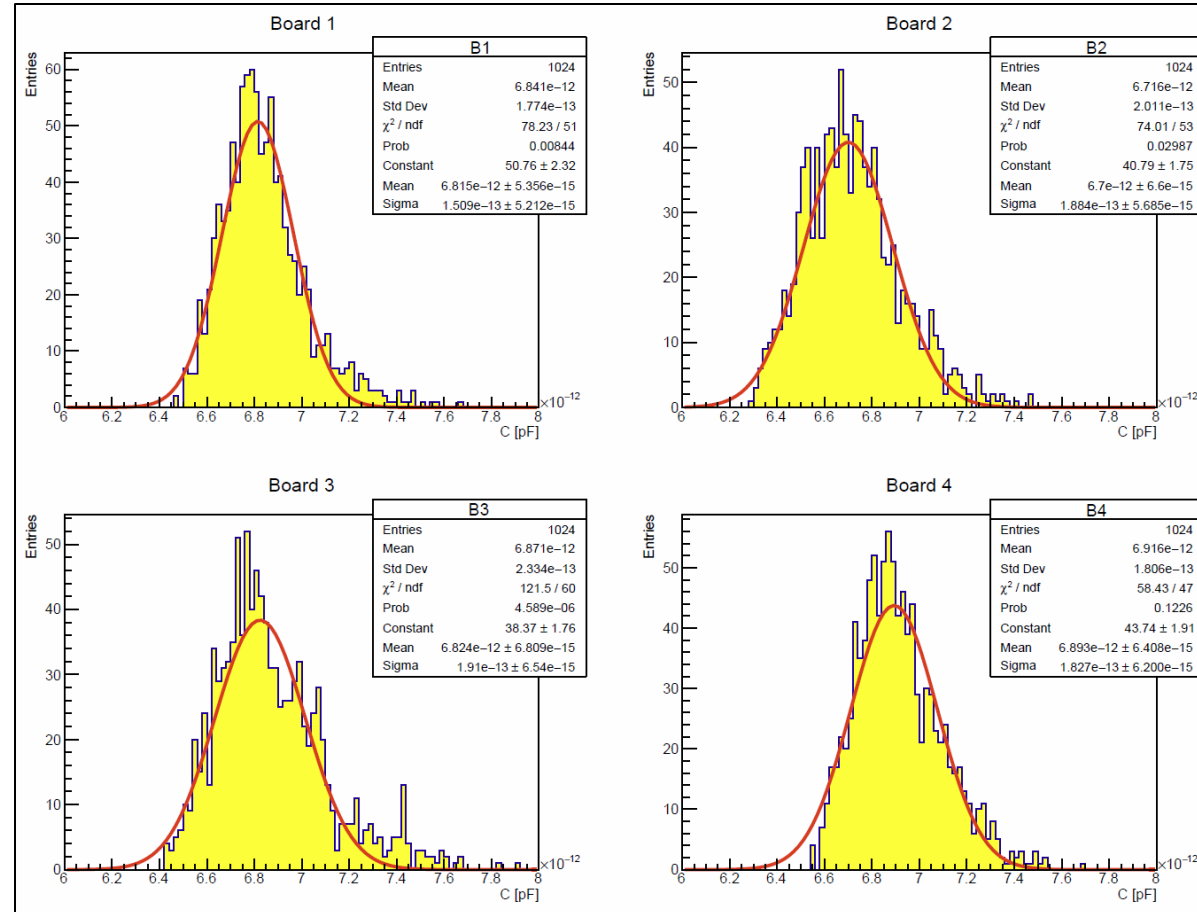 Board 1
Entries
60
50
40
30
20
10
0
6 6.2 6.4 6.6 6.8 7 7.2 7.4 7.6 7.8 8
×10−12
C [pF]
B1
Entries 1024
Mean 6.841e−12
Std Dev 1.774e−13
χ2 / ndf 78.23 / 51
Prob 0.00844
Constant 50.76 ± 2.32
Mean 6.815e−12 ± 5.356e−15
Sigma 1.509e−13 ± 5.212e−15
Board 2
Entries
50
40
30
20
10
0
6 6.2 6.4 6.6 6.8 7 7.2 7.4 7.6 7.8 8
×10−12
C [pF]
B2
Entries 1024
Mean 6.716e−12
Std Dev 2.011e−13
χ2 / ndf 74.01 / 53
Prob 0.02987
Constant 40.79 ± 1.75
Mean 6.7e−12 ± 6.6e−15
Sigma 1.884e−13 ± 5.685e−15
Board 3
Entries
50
40
30
20
10
0
6 6.2 6.4 6.6 6.8 7 7.2 7.4 7.6 7.8 8
×10−12
C [pF]
B3
Entries 1024
Mean 6.871e−12
Std Dev 2.334e−13
χ2 / ndf 121.5 / 60
Prob 4.589e−06
Constant 38.37 ± 1.76
Mean 6.824e−12 ± 6.809e−15
Sigma 1.91e−13 ± 6.54e−15
Board 4
Entries
50
40
30
20
10
0
6 6.2 6.4 6.6 6.8 7 7.2 7.4 7.6 7.8 8
×10−12
C [pF]
B4
Entries 1024
Mean 6.916e−12
Std Dev 1.806e−13
χ2 / ndf 58.43 / 47
Prob 0.1226
Constant 43.74 ± 1.91
Mean 6.893e−12 ± 6.408e−15
Sigma 1.827e−13 ± 6.200e−15